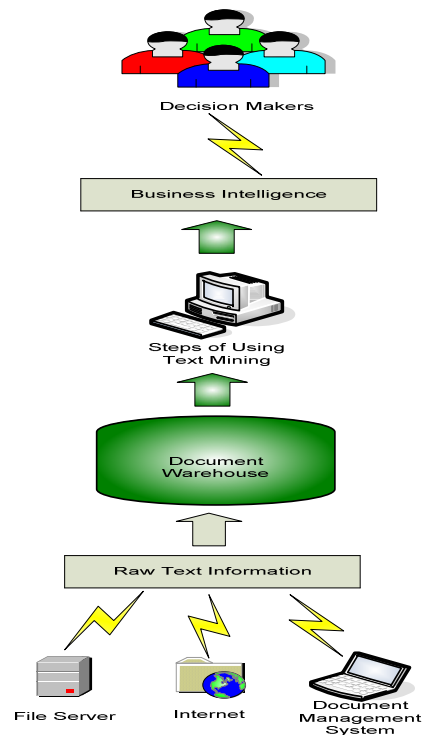 Decision Makers
Business Intelligence
Steps of Using
Text Mining
Document
Warehouse
Raw Text Information
File Server
Internet
Document
Management
System